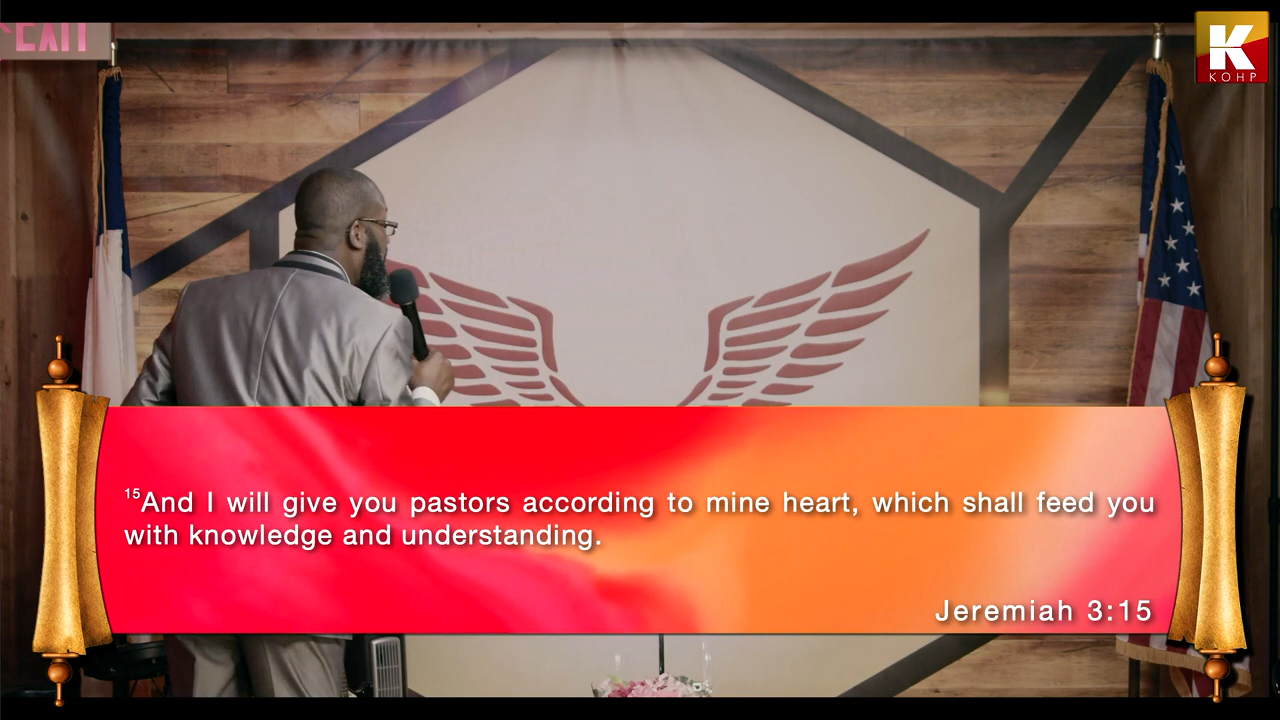 EXIT
K
KOHP
15And I will give you pastors according to mine heart, which shall feed you
with knowledge and understanding.
Jeremiah 3:15